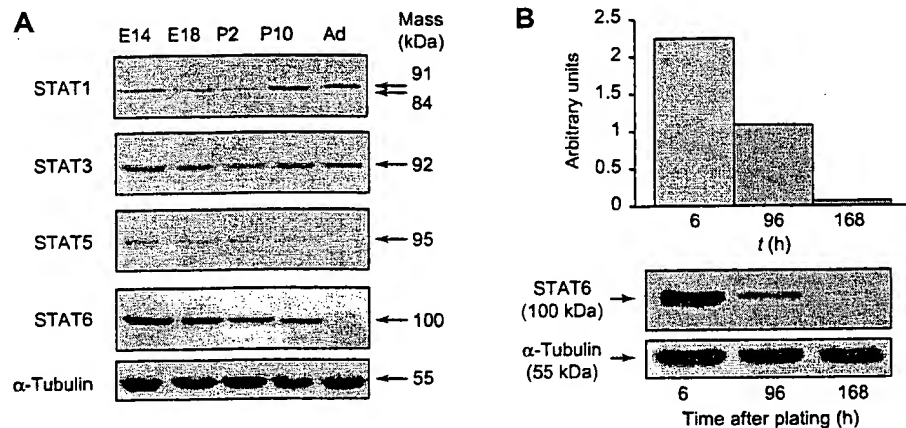 A
E14 E18 P2 P10 Ad
Mass
(kDa)
STAT1
91
84
STAT3
92
STAT5
95
STAT6
100
α-Tubulin
55
B
Arbitrary units
2.5
2
1.5
1
0.5
0
6 96 168
t (h)
STAT6
(100 kDa)
α-Tubulin
(55 kDa)
6 96 168
Time after plating (h)